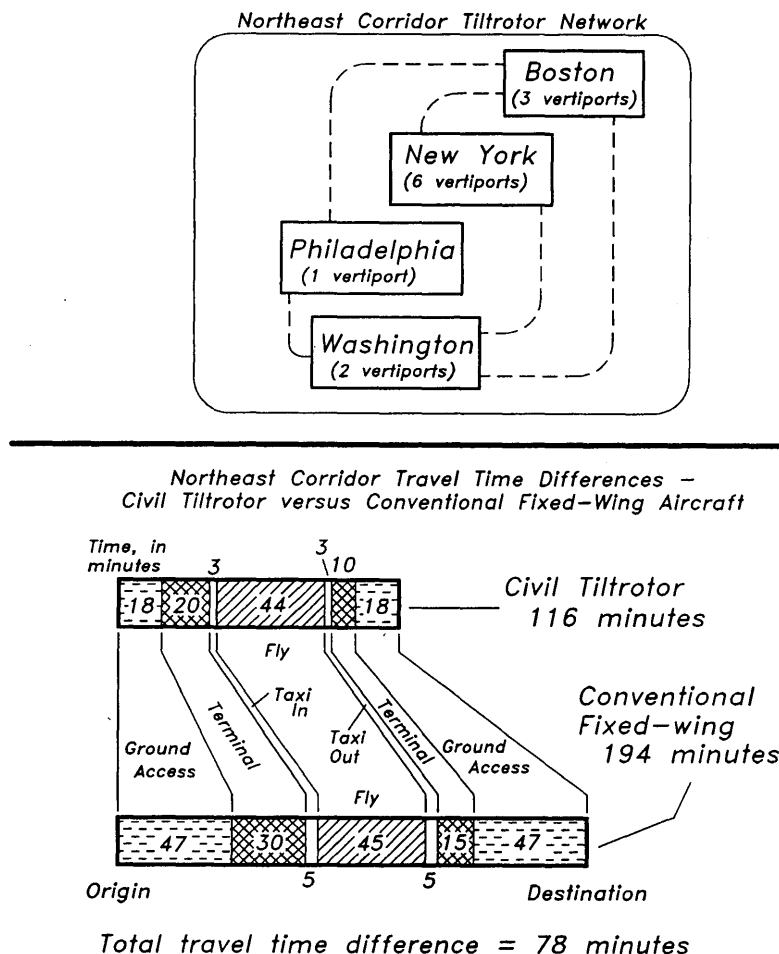 Northeast Corridor Tiltrotor Network
Boston
(3 vertiports)
New York
(6 vertiports)
Philadelphia
(1 vertiport)
Washington
(2 vertiports)
Northeast Corridor Travel Time Differences –
Civil Tiltrotor versus Conventional Fixed–Wing Aircraft
Time, in
minutes
3
3
10
18
20
44
18
Civil Tiltrotor
116 minutes
Fly
Taxi
In
Taxi
Out
Terminal
Terminal
Ground
Access
Ground
Access
Fly
Conventional
Fixed–wing
194 minutes
47
30
45
15
47
5
5
Origin
Destination
Total travel time difference = 78 minutes